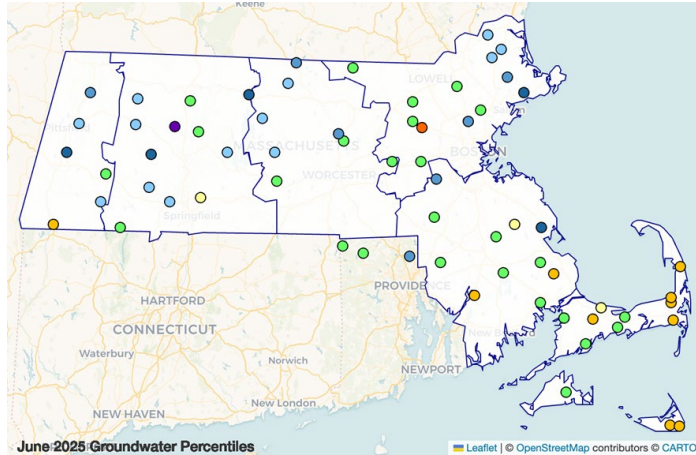 Keene
LOWELL
Pittsfield
Salem
MASSACHUSETTS
BOSTON
WORCESTER
Springfield
HARTFORD
PROVIDENCE
CONNECTICUT
New Bedford
Waterbury
Norwich
NEWPORT
New London
NEW HAVEN
June 2025 Groundwater Percentiles
Leaflet | © OpenStreetMap contributors © CARTO